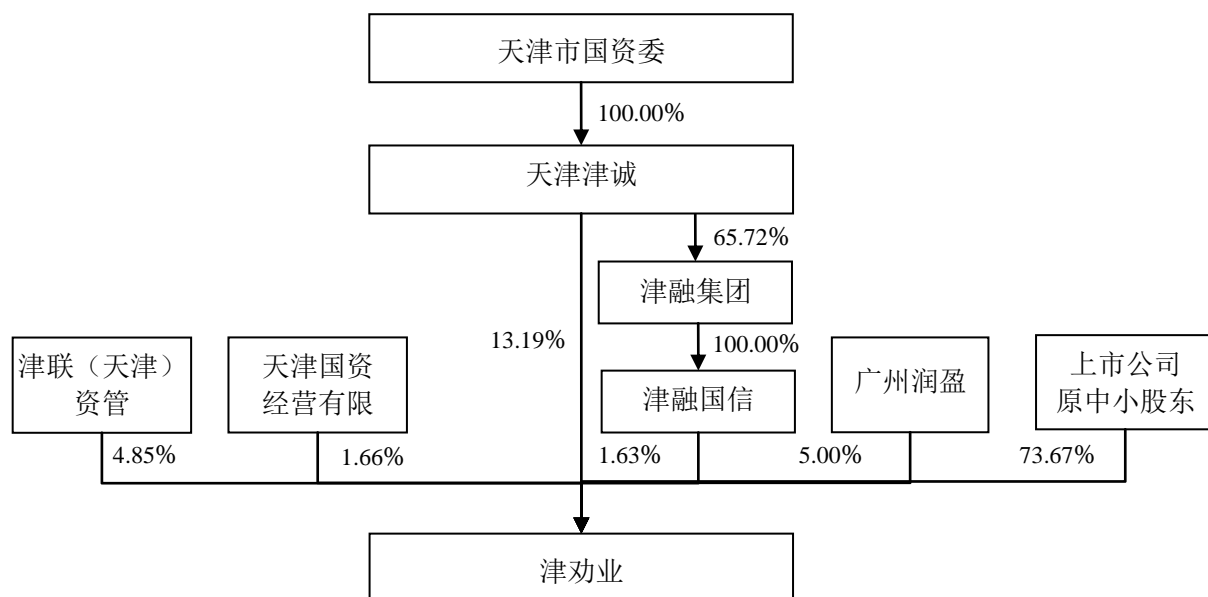 天津市国资委
100.00%
天津津诚
65.72%
津融集团
13.19%
100.00%
津联（天津）
资管
天津国资
经营有限
津融国信
广州润盈
上市公司
原中小股东
4.85%
1.66%
1.63%
5.00%
73.67%
津劝业